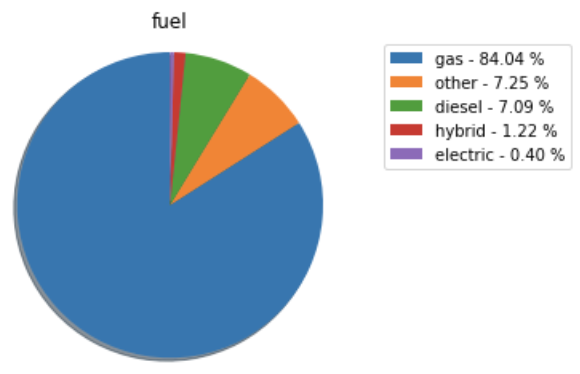 fuel
gas - 84.04 %
other - 7.25 %
diesel - 7.09 %
hybrid - 1.22 %
electric - 0.40 %